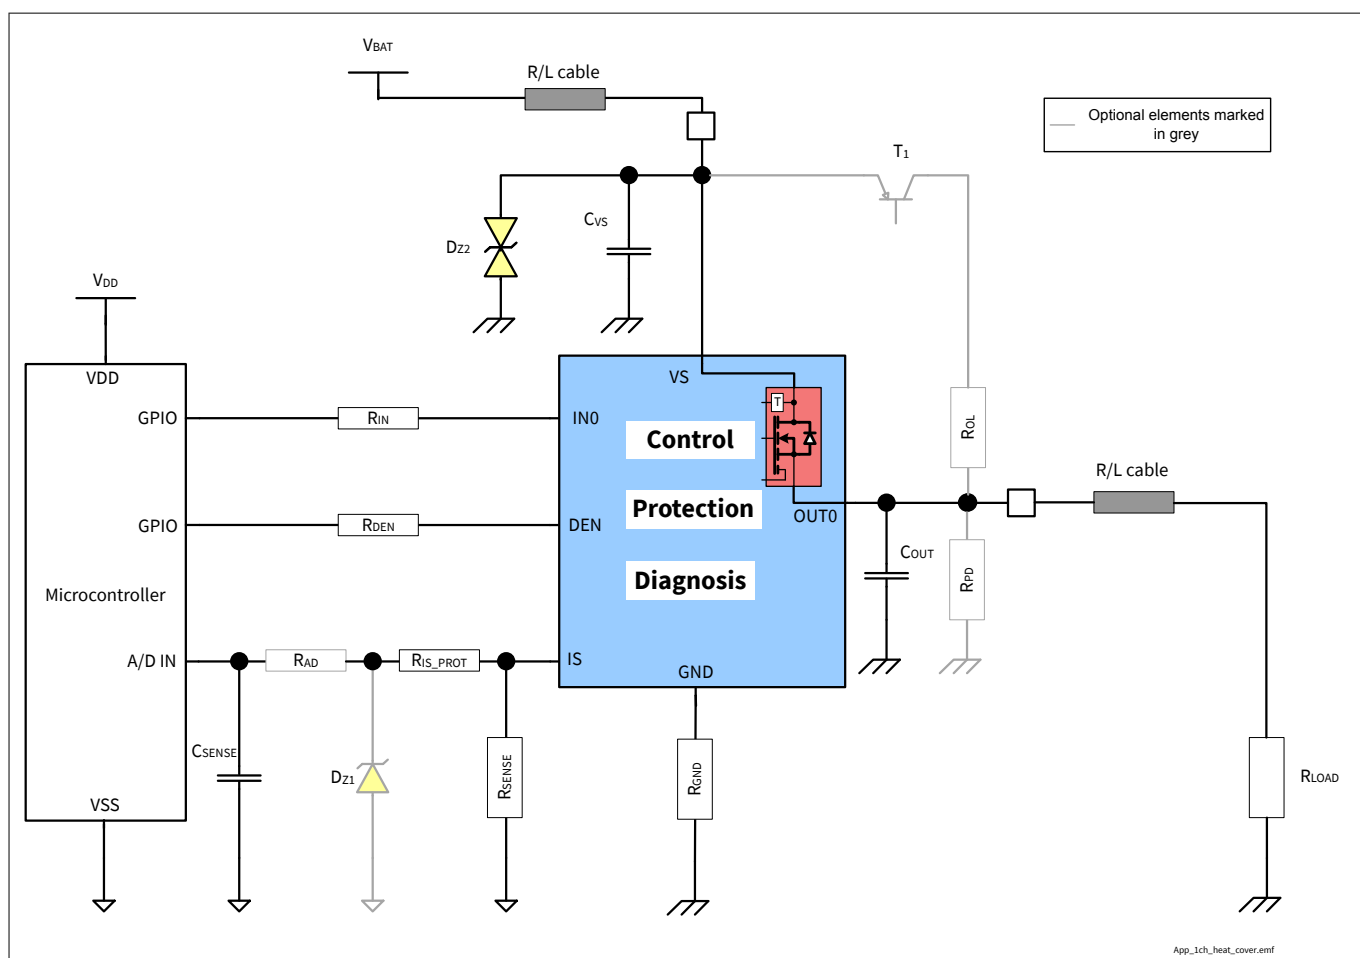 VBAT
R/L cable
Optional elements marked
in grey
T1
CVS
DZ2
VDD
VDD
VS
GPIO
RIN
IN0
T
Control
ROL
R/L cable
Protection
OUT0
GPIO
RDEN
DEN
COUT
RPD
Diagnosis
Microcontroller
A/D IN
RAD
RIS_PROT
IS
GND
CSENSE
DZ1
RSENSE
RGND
RLOAD
VSS
App_1ch_heat_cover.emf